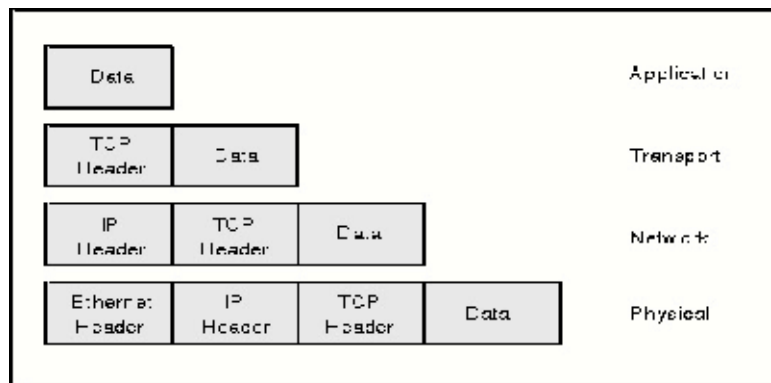 Data
Application
TCP
Header
Data
Transport
IP
Header
TCP
Header
Data
Network
Ethernet
Header
IP
Header
TCP
Header
Data
Physical